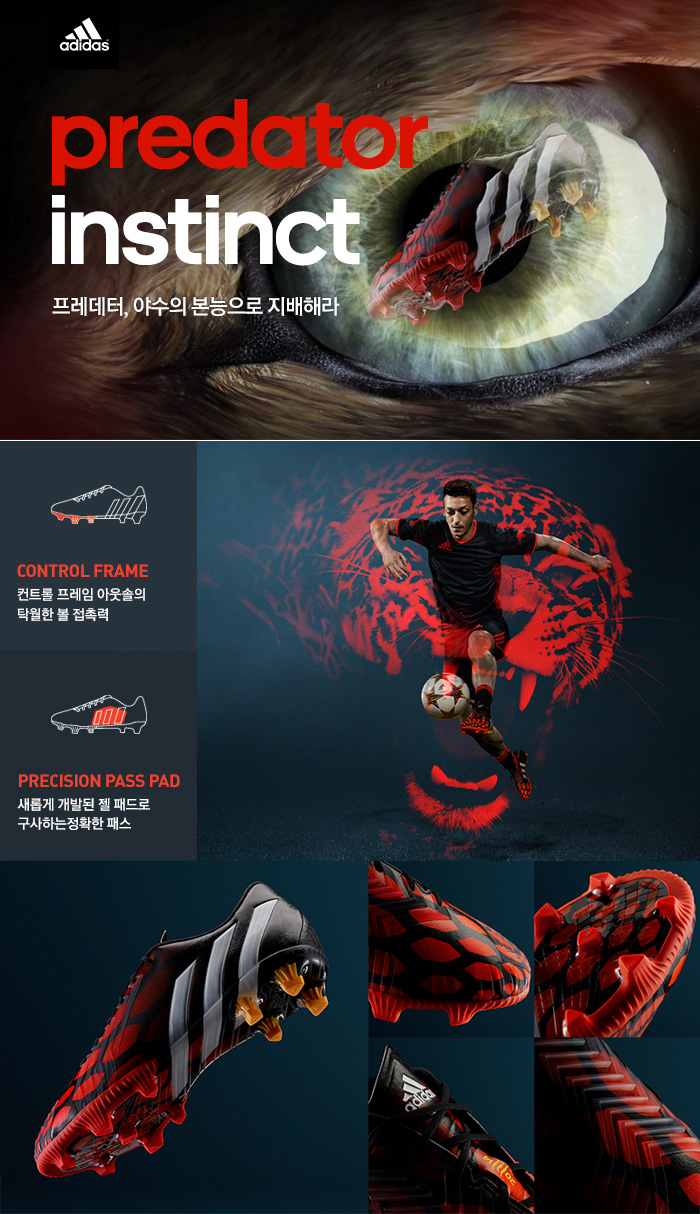 adidas
predator
instinct
프레데터, 야수의 본능으로 지배해라
CONTROL FRAME
컨트롤 프레임 아웃솔의
탁월한 볼 접촉력
PRECISION PASS PAD
새롭게 개발된 젤 패드로
구사하는정확한 패스
adidas